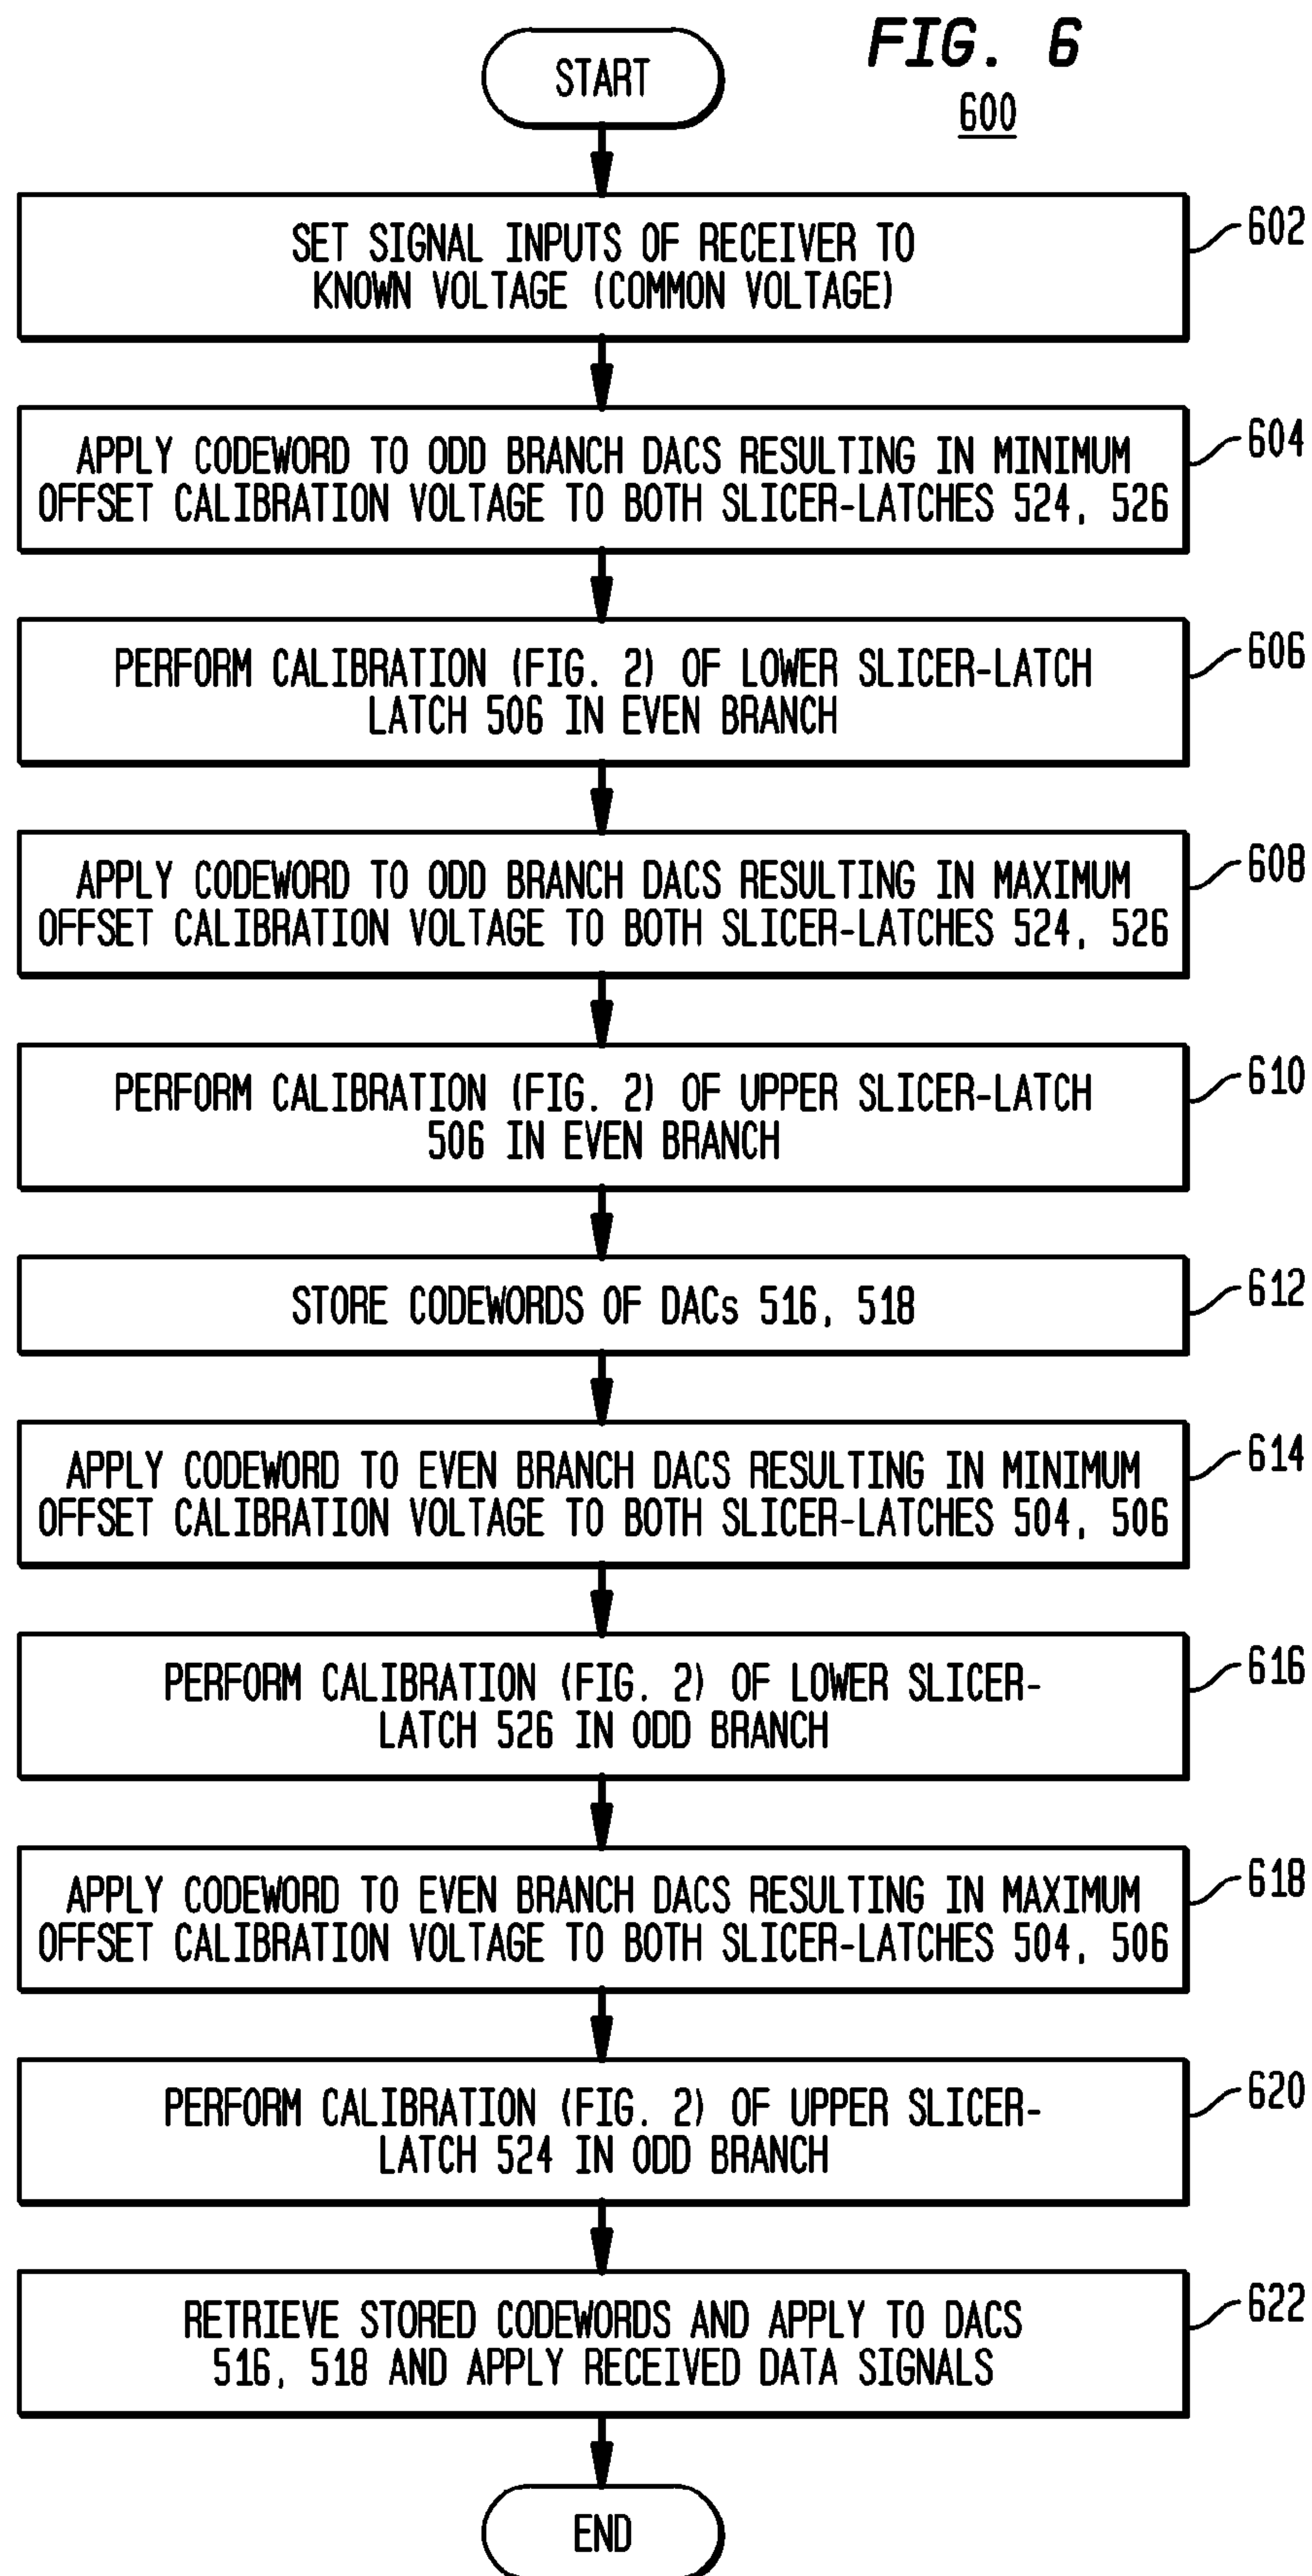 FIG. 6
600
START
SET SIGNAL INPUTS OF RECEIVER TO
KNOWN VOLTAGE (COMMON VOLTAGE)
602
APPLY CODEWORD TO ODD BRANCH DACS RESULTING IN MINIMUM
OFFSET CALIBRATION VOLTAGE TO BOTH SLICER-LATCHES 524, 526
604
PERFORM CALIBRATION (FIG. 2) OF LOWER SLICER-LATCH
LATCH 506 IN EVEN BRANCH
606
APPLY CODEWORD TO ODD BRANCH DACS RESULTING IN MAXIMUM
OFFSET CALIBRATION VOLTAGE TO BOTH SLICER-LATCHES 524, 526
608
PERFORM CALIBRATION (FIG. 2) OF UPPER SLICER-LATCH
506 IN EVEN BRANCH
610
STORE CODEWORDS OF DACs 516, 518
612
APPLY CODEWORD TO EVEN BRANCH DACS RESULTING IN MINIMUM
OFFSET CALIBRATION VOLTAGE TO BOTH SLICER-LATCHES 504, 506
614
PERFORM CALIBRATION (FIG. 2) OF LOWER SLICER-
LATCH 526 IN ODD BRANCH
616
APPLY CODEWORD TO EVEN BRANCH DACS RESULTING IN MAXIMUM
OFFSET CALIBRATION VOLTAGE TO BOTH SLICER-LATCHES 504, 506
618
PERFORM CALIBRATION (FIG. 2) OF UPPER SLICER-
LATCH 524 IN ODD BRANCH
620
RETRIEVE STORED CODEWORDS AND APPLY TO DACS
516, 518 AND APPLY RECEIVED DATA SIGNALS
622
END